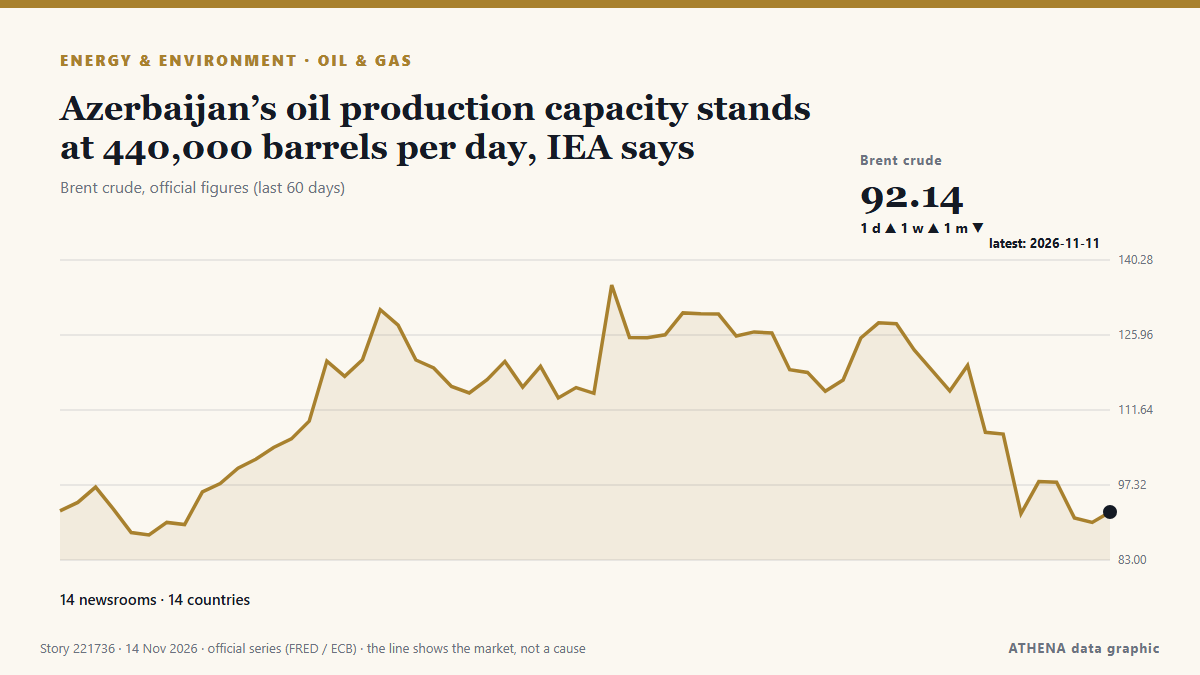 ENERGY & ENVIRONMENT · OIL & GAS
Azerbaijan’s oil production capacity stands
at 440,000 barrels per day, IEA says
Brent crude, official figures (last 60 days)
Brent crude
92.14
1 d ▲ 1 w ▲ 1 m ▼
latest: 2026-11-11
140.28
125.96
111.64
97.32
83.00
14 newsrooms · 14 countries
Story 221736 · 14 Nov 2026 · official series (FRED / ECB) · the line shows the market, not a cause
ATHENA data graphic